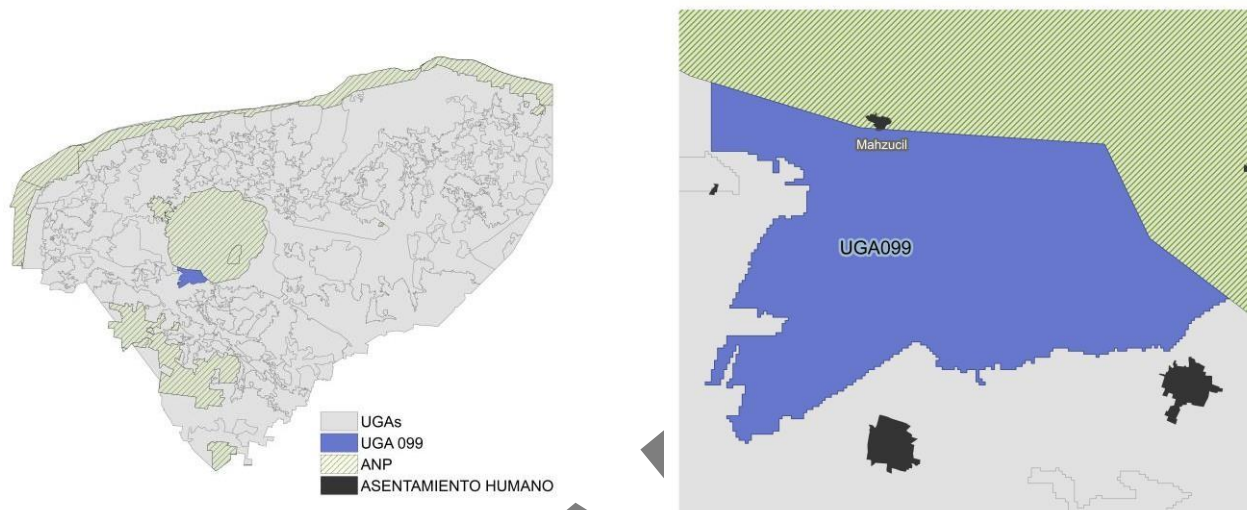 UGAs
UGA 099
ANP
ASENTAMIENTO HUMANO
Mahzucil
UGA099